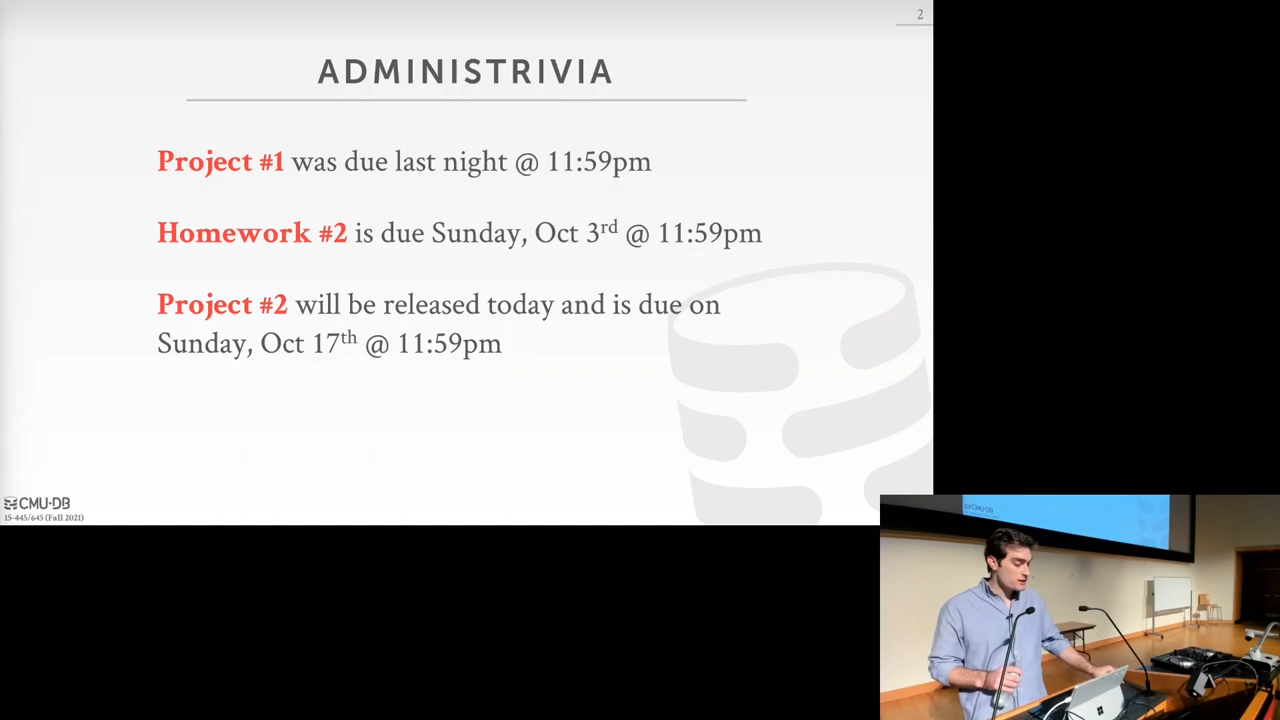 2
ADMINISTRIVIA
Project #1 was due last night @ 11:59pm
Homework #2 is due Sunday, Oct 3rd @ 11:59pm
Project #2 will be released today and is due on
Sunday, Oct 17th @ 11:59pm
CMU·DB
15-445/645 (Fall 2021)
CMU-DB